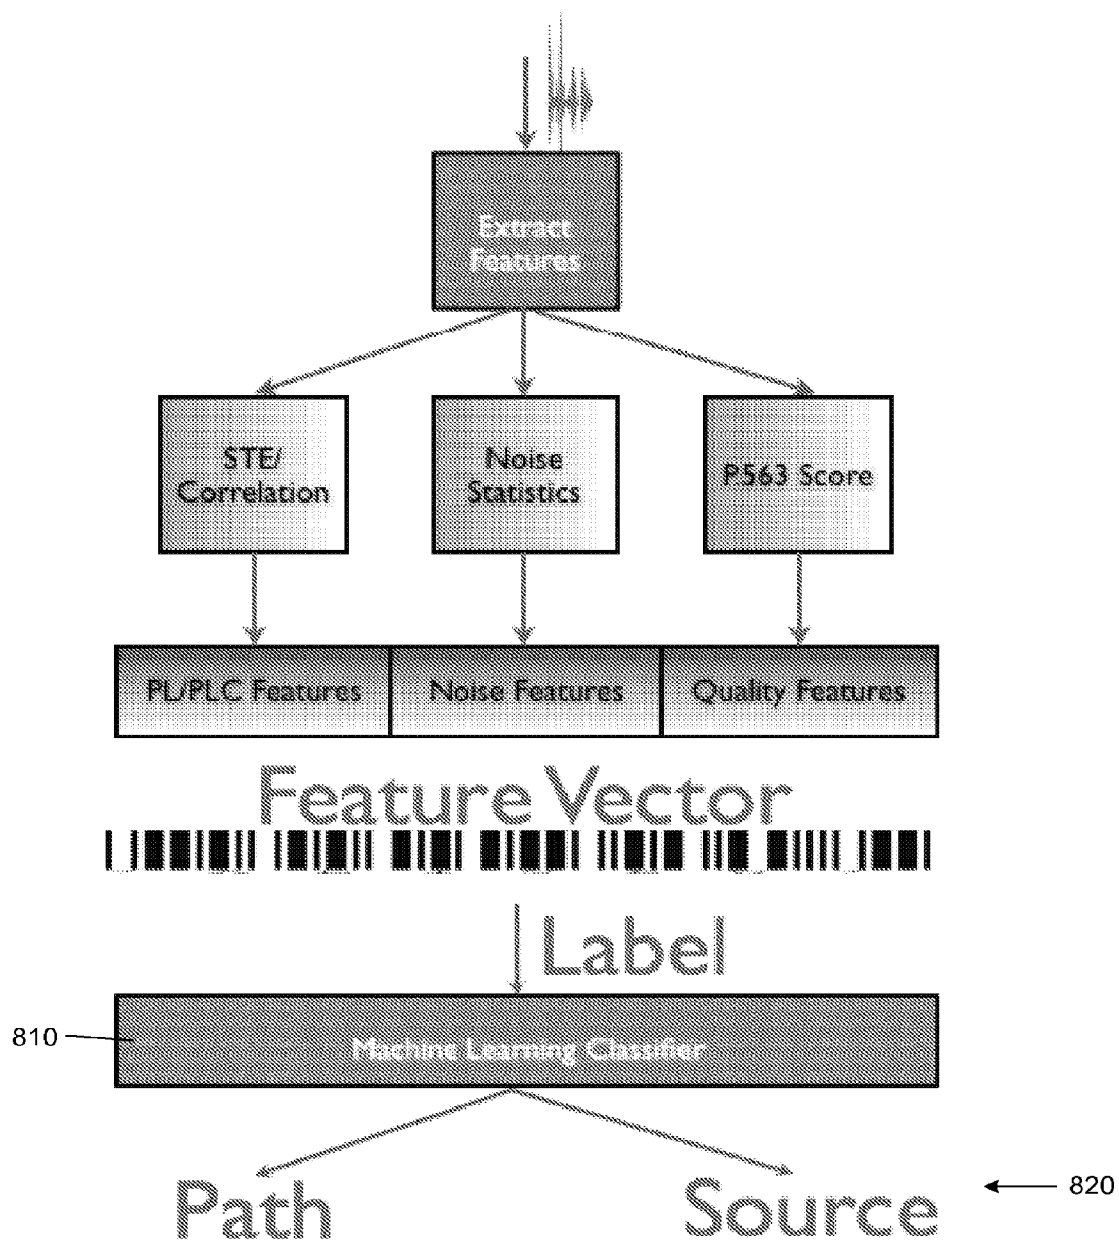 Extract
Features
STE/
Correlation
Noise
Statistics
P.563 Score
PL/PLC Features
Noise Features
Quality Features
Feature Vector
Label
810
Machine Learning Classifier
Path
Source
820